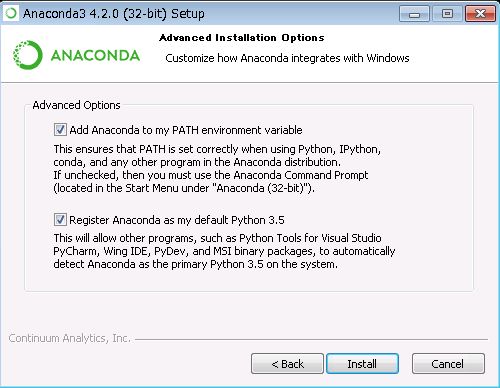 Anaconda3 4.2.0 (32-bit) Setup
ANACONDA
Advanced Installation Options
Customize how Anaconda integrates with Windows
Advanced Options
Add Anaconda to my PATH environment variable
This ensures that PATH is set correctly when using Python, IPython,
conda, and any other program in the Anaconda distribution.
If unchecked, then you must use the Anaconda Command Prompt
(located in the Start Menu under "Anaconda (32-bit)").
Register Anaconda as my default Python 3.5
This will allow other programs, such as Python Tools for Visual Studio
PyCharm, Wing IDE, PyDev, and MSI binary packages, to automatically
detect Anaconda as the primary Python 3.5 on the system.
Continuum Analytics, Inc.
< Back
Install
Cancel